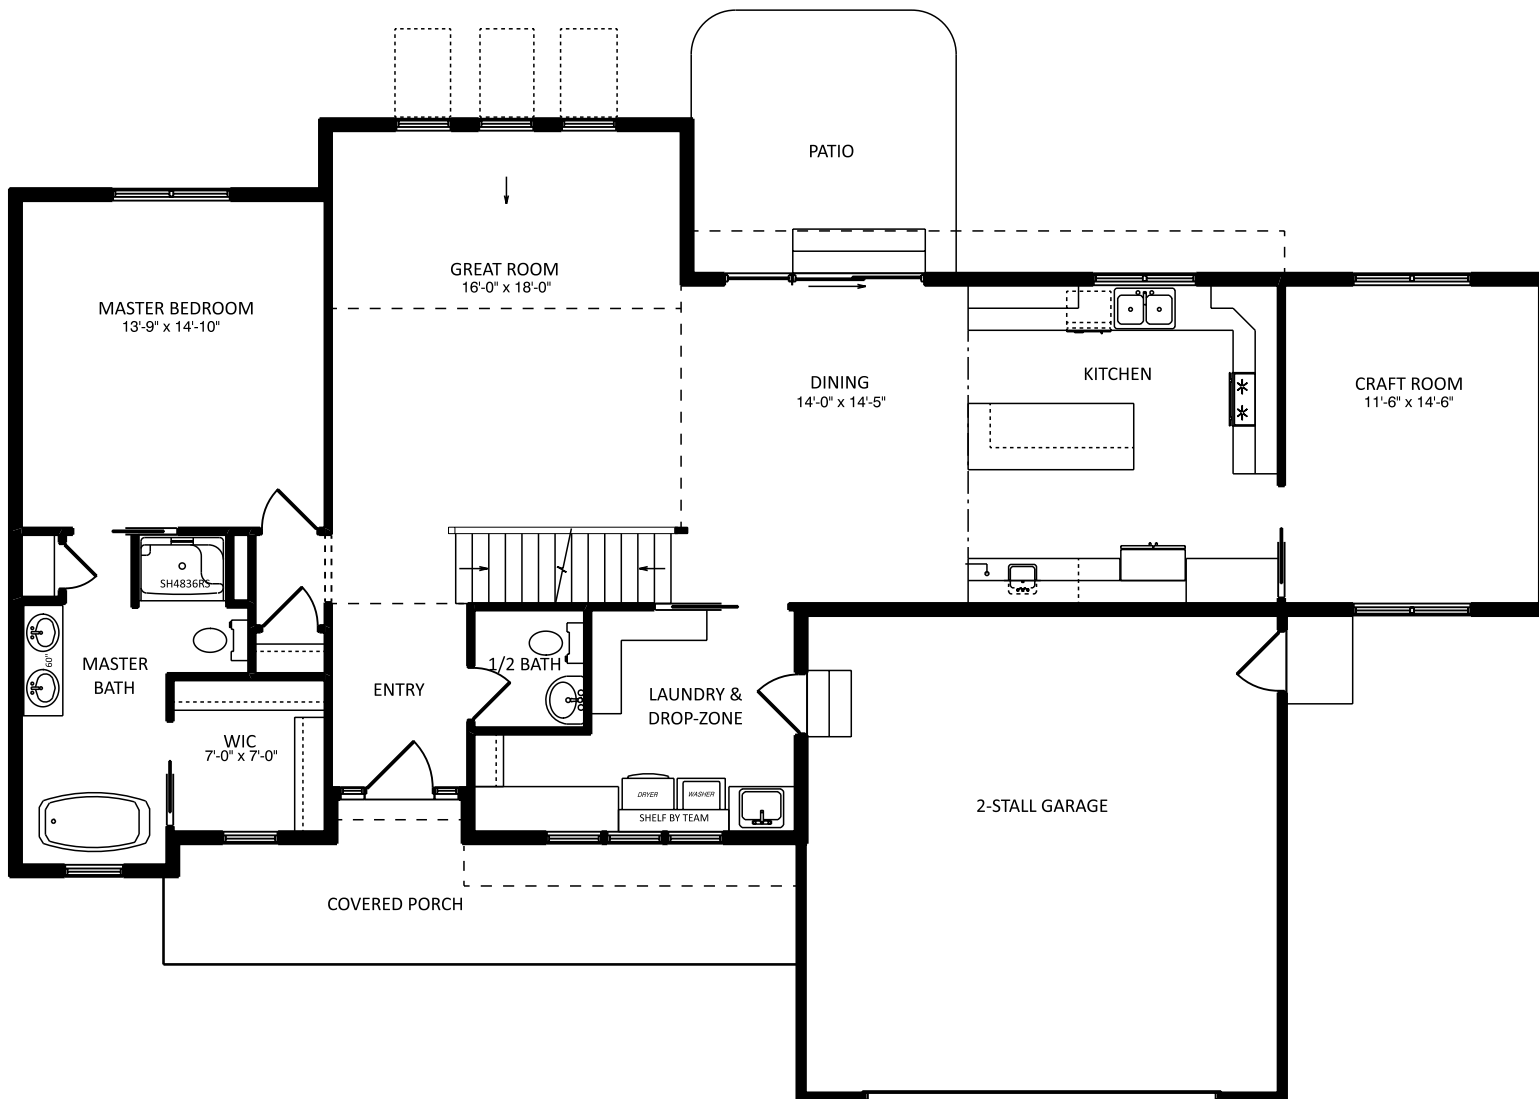 PATIO
GREAT ROOM
16'-0" x 18'-0"
MASTER BEDROOM
13'-9" x 14'-10"
DINING
14'-0" x 14'-5"
KITCHEN
CRAFT ROOM
11'-6" x 14'-6"
SH4836RS
60"
MASTER
BATH
1/2 BATH
ENTRY
LAUNDRY &
DROP-ZONE
WIC
7'-0" x 7'-0"
DRYER
WASHER
SHELF BY TEAM
2-STALL GARAGE
COVERED PORCH